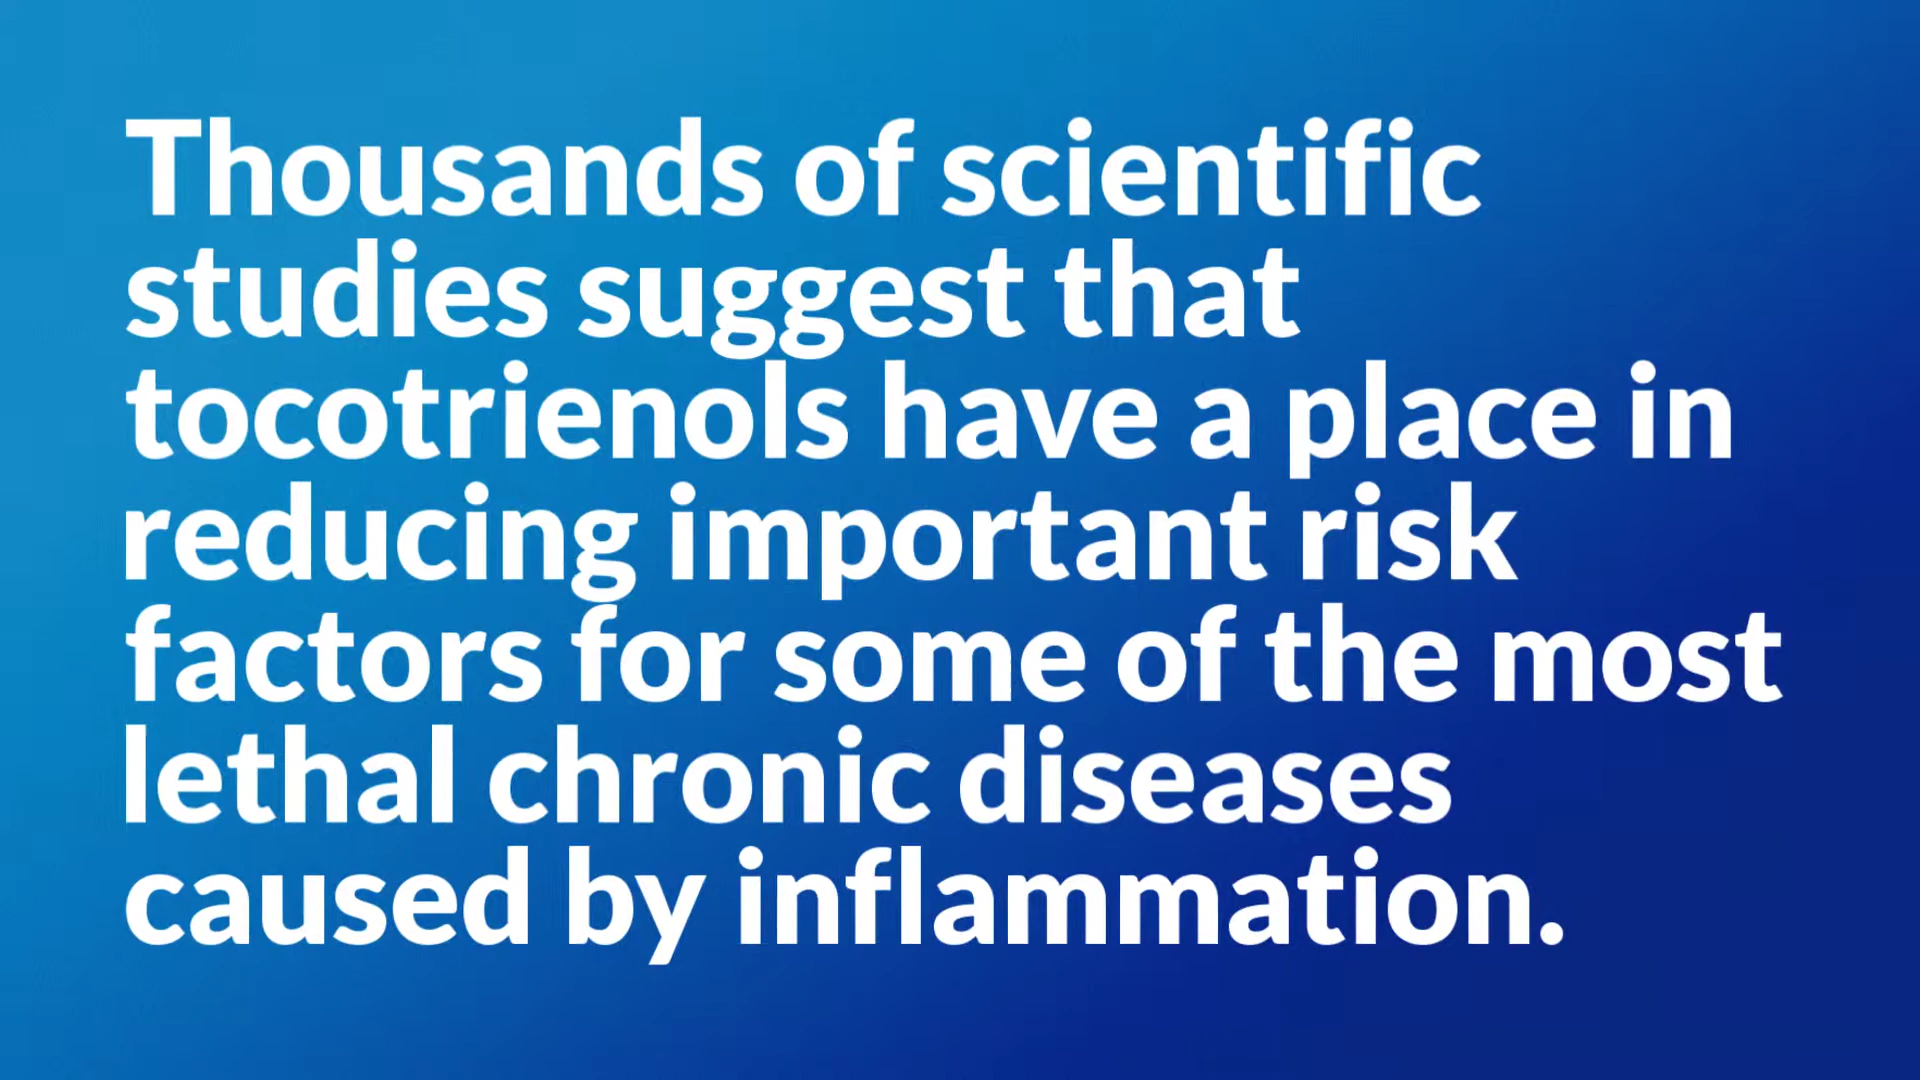 Thousands of scientific
studies suggest that
tocotrienols have a place in
reducing important risk
factors for some of the most
lethal chronic diseases
caused by inflammation.